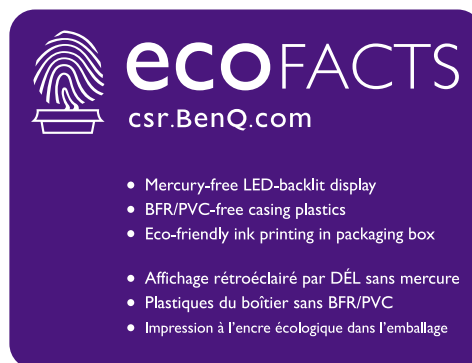 ecoFACTS
csr.BenQ.com
• Mercury-free LED-backlit display
• BFR/PVC-free casing plastics
• Eco-friendly ink printing in packaging box
• Affichage rétroéclairé par DÉL sans mercure
• Plastiques du boîtier sans BFR/PVC
• Impression à l'encre écologique dans l'emballage